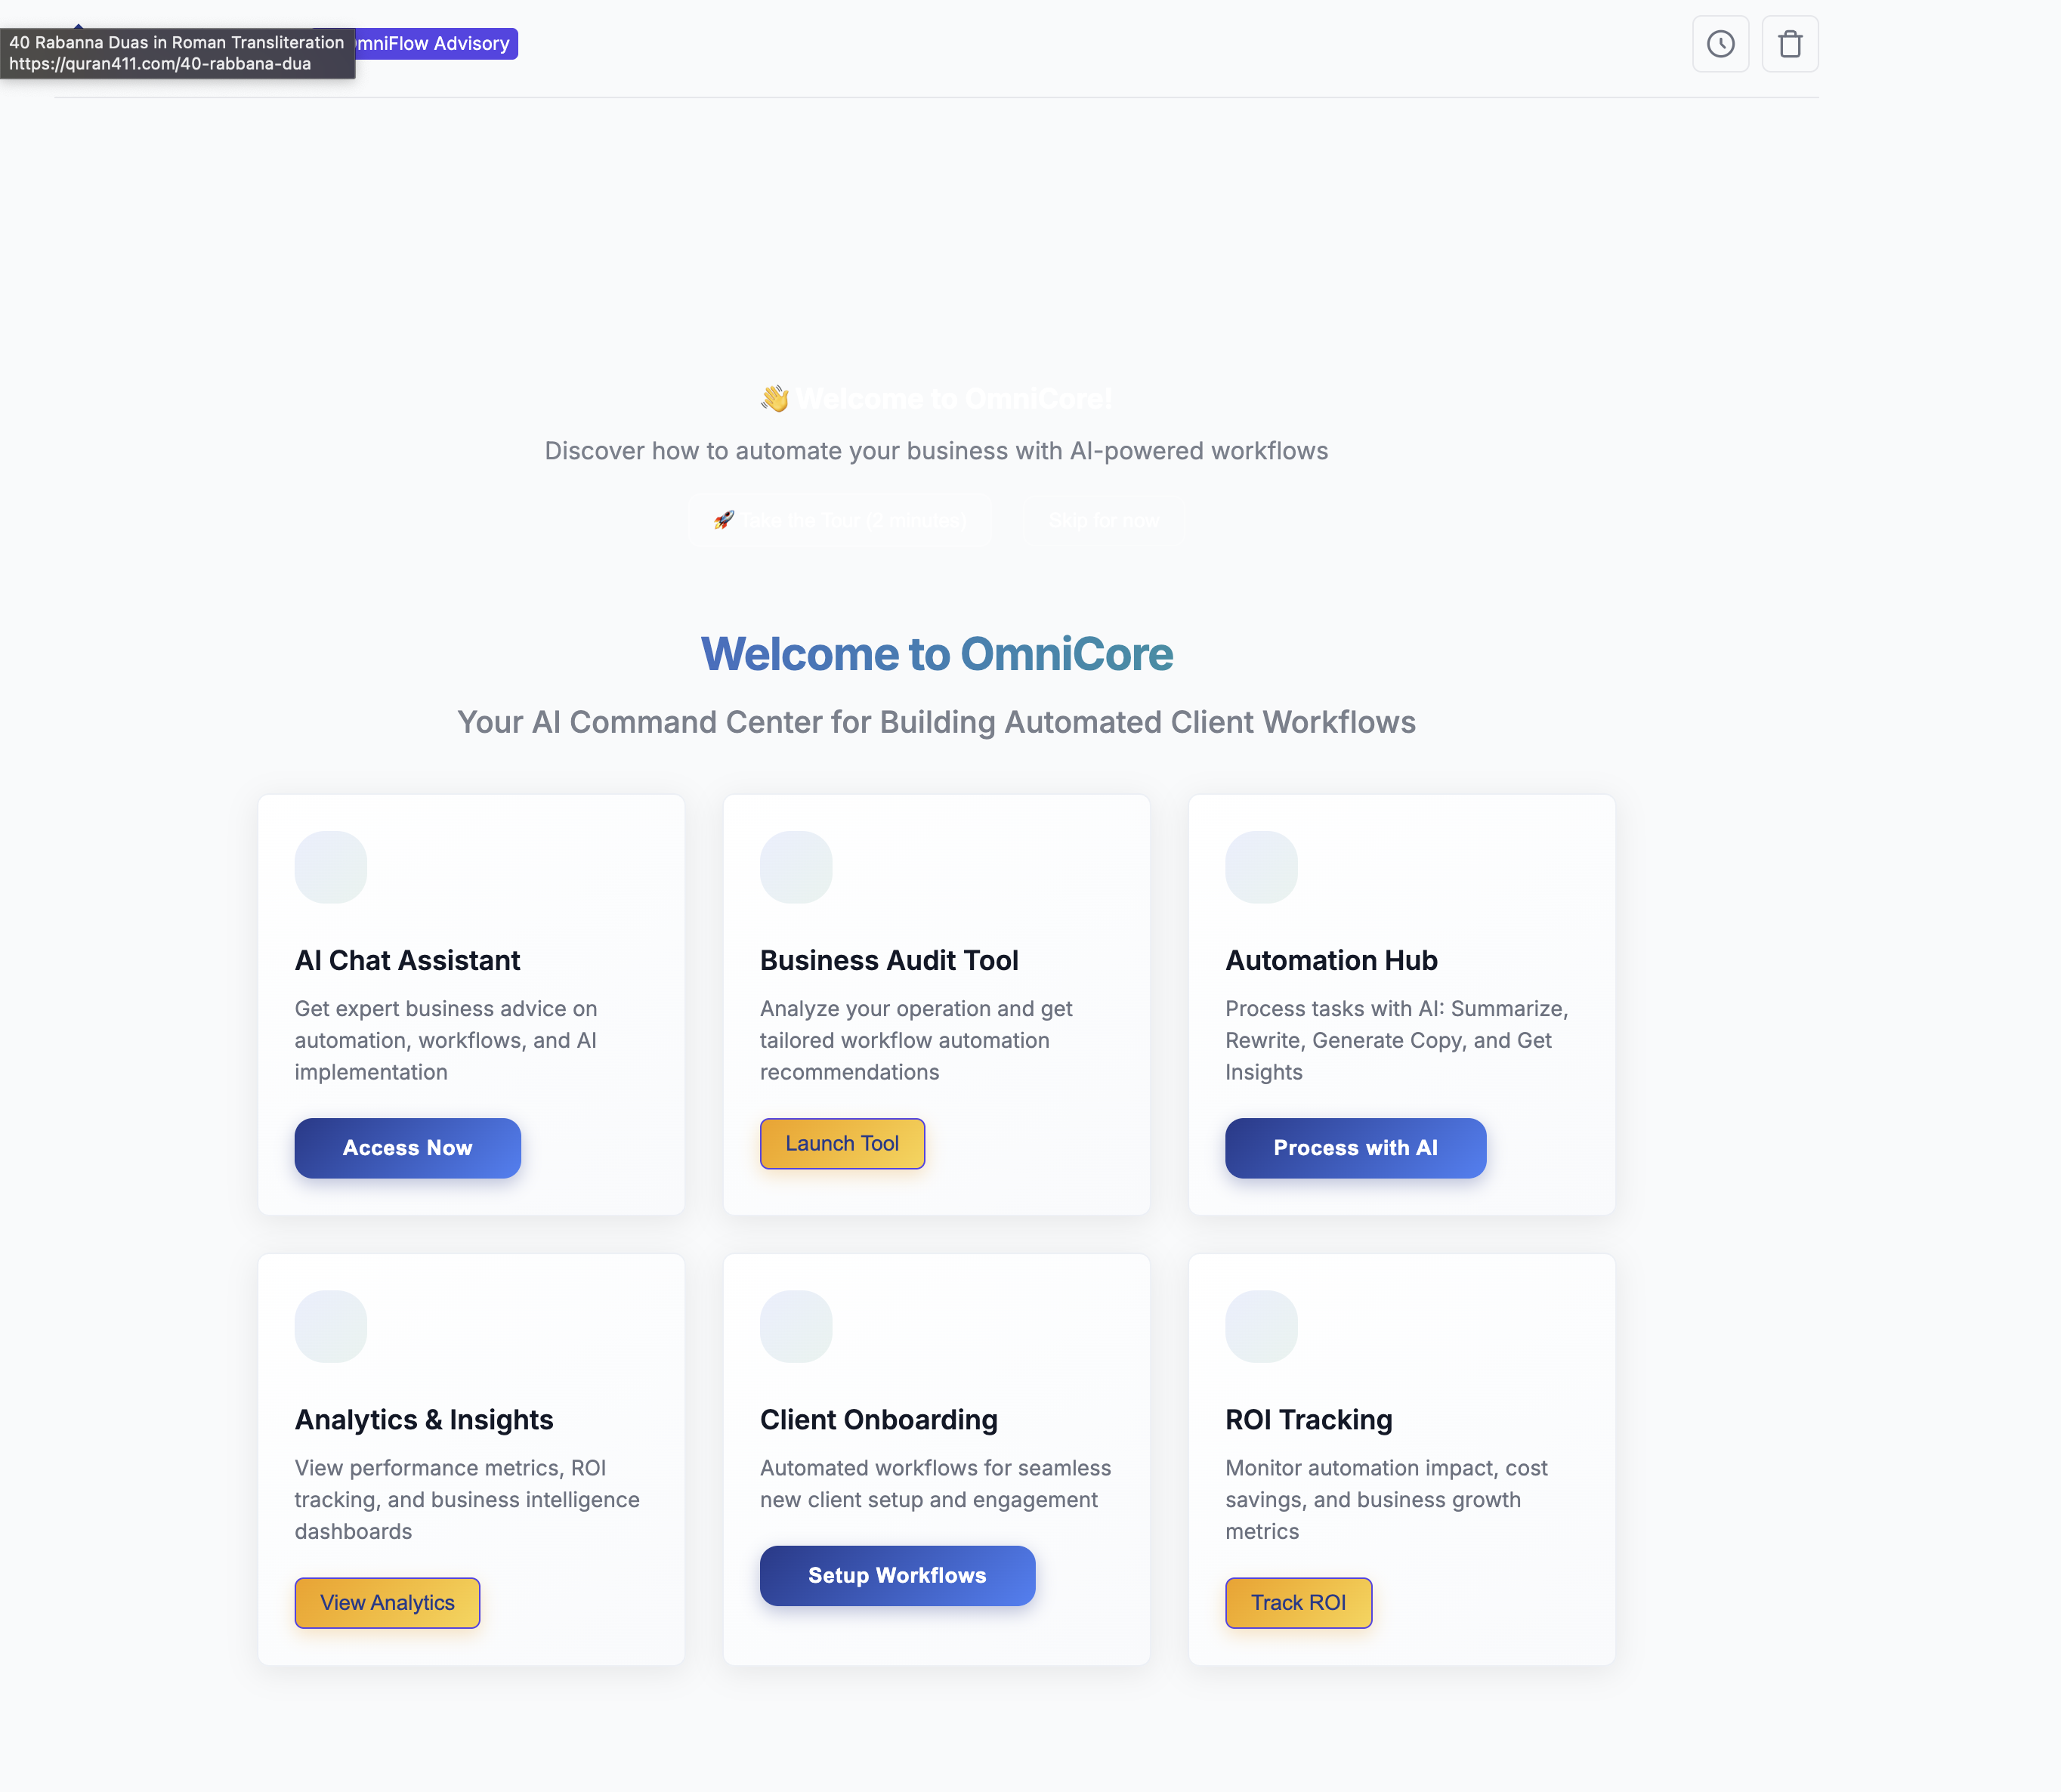 40 Rabanna Duas in Roman Transliteration
https://quran411.com/40-rabbana-dua
mniFlow Advisory
👋 Welcome to OmniCore!
Discover how to automate your business with AI-powered workflows
🚀 Take the Tour (2 minutes)
Skip for now
Welcome to OmniCore
Your AI Command Center for Building Automated Client Workflows
AI Chat Assistant
Get expert business advice on
automation, workflows, and AI
implementation
Access Now
Business Audit Tool
Analyze your operation and get
tailored workflow automation
recommendations
Launch Tool
Automation Hub
Process tasks with AI: Summarize,
Rewrite, Generate Copy, and Get
Insights
Process with AI
Analytics & Insights
View performance metrics, ROI
tracking, and business intelligence
dashboards
View Analytics
Client Onboarding
Automated workflows for seamless
new client setup and engagement
Setup Workflows
ROI Tracking
Monitor automation impact, cost
savings, and business growth
metrics
Track ROI